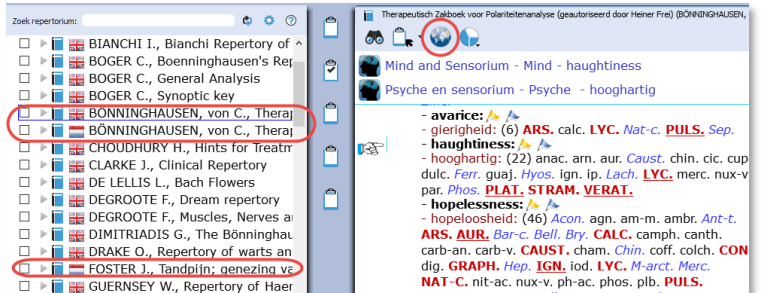 Zoek repertorium:
BIANCHI I., Bianchi Repertory of
BOGER C., Boenninghausen's Rep
BOGER C., General Analysis
BOGER C., Synoptic key
BÖNNINGHAUSEN, von C., Therap
BÖNNINGHAUSEN, von C., Therap
CHOUDHURY H., Hints for Treatm
CLARKE J., Clinical Repertory
DE LELLIS L., Bach Flowers
DEGROOTE F., Dream repertory
DEGROOTE F., Muscles, Nerves a
DIMITRIADIS G., The Bönninghau
DRAKE O., Repertory of warts an
FOSTER J., Tandpijn; genezing va
GUERNSEY W., Repertory of Haer
Therapeutisch Zakboek voor Polariteitenanalyse (geautoriseerd door Heiner Frei) (BÖNNINGHAUSEN,
Mind and Sensorium - Mind - haughtiness
Psyche en sensorium - Psyche - hooghartig
- avarice:
- gierigheid: (6) ARS. calc. LYC. Nat-c. PULS. Sep.
- haughtiness:
- hooghartig: (22) anac. arn. aur. Caust. chin. cic. cup
dulc. Ferr. guaj. Hyos. ign. ip. Lach. LYC. merc. nux-v
par. Phos. PLAT. STRAM. VERAT.
- hopelessness:
- hopeloosheid: (46) Acon. agn. am-m. ambr. Ant-t.
ARS. AUR. Bar-c. Bell. Bry. CALC. camph. canth.
carb-an. carb-v. CAUST. cham. Chin. coff. colch. CON
dig. GRAPH. Hep. IGN. iod. LYC. M-arct. Merc.
NAT-C. nit-ac. nux-v. ph-ac. phos. plb. PULS.